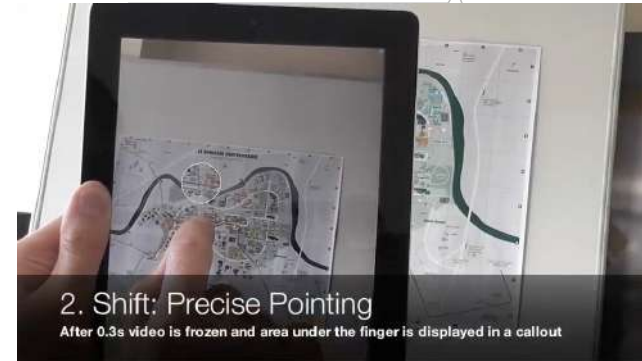 2. Shift: Precise Pointing
After 0.3s video is frozen and area under the finger is displayed in a callout